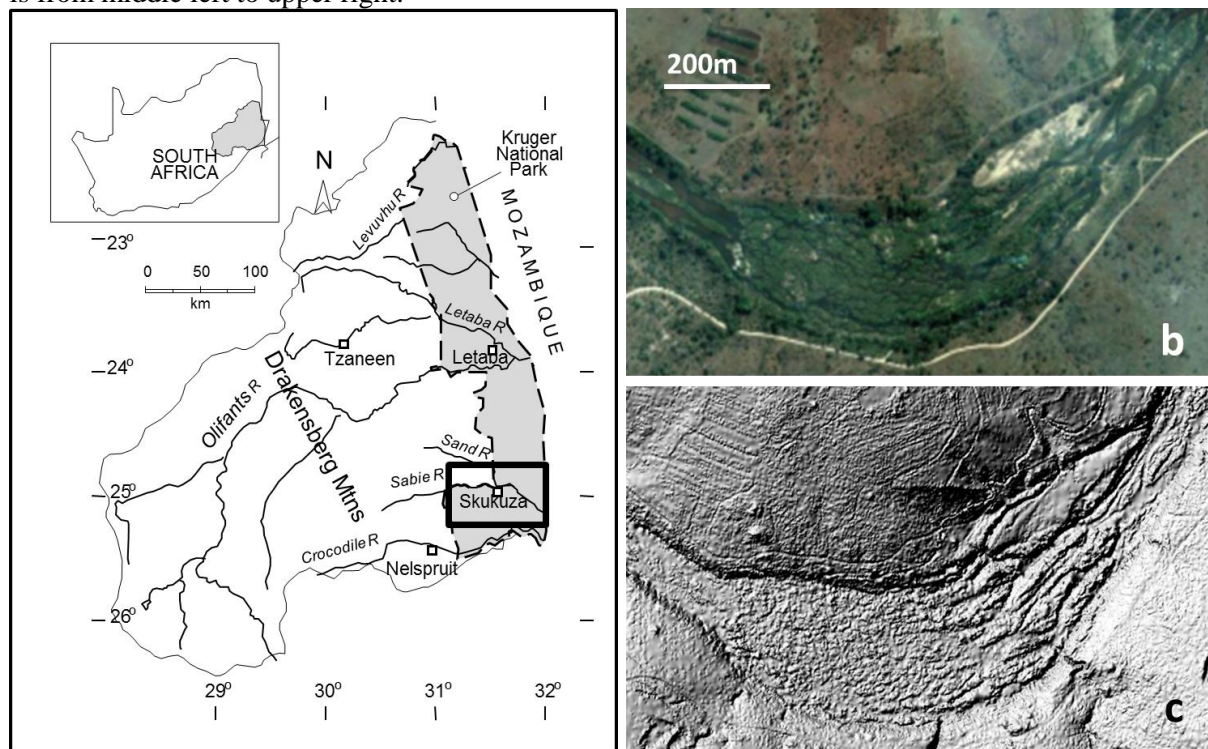 is from middle left to upper right.
SOUTH
AFRICA
N
Kruger
National
Park
MOZAMBIQUE
Levuvhu R
23°
0 50 100
km
Letaba R
Tzaneen
Letaba
24°
Olifants R
Drakensberg Mtns
Sand R
Sabie R
25°
Skukuza
Crocodile R
Nelspruit
26°
29° 30° 31° 32°
200m
b
c